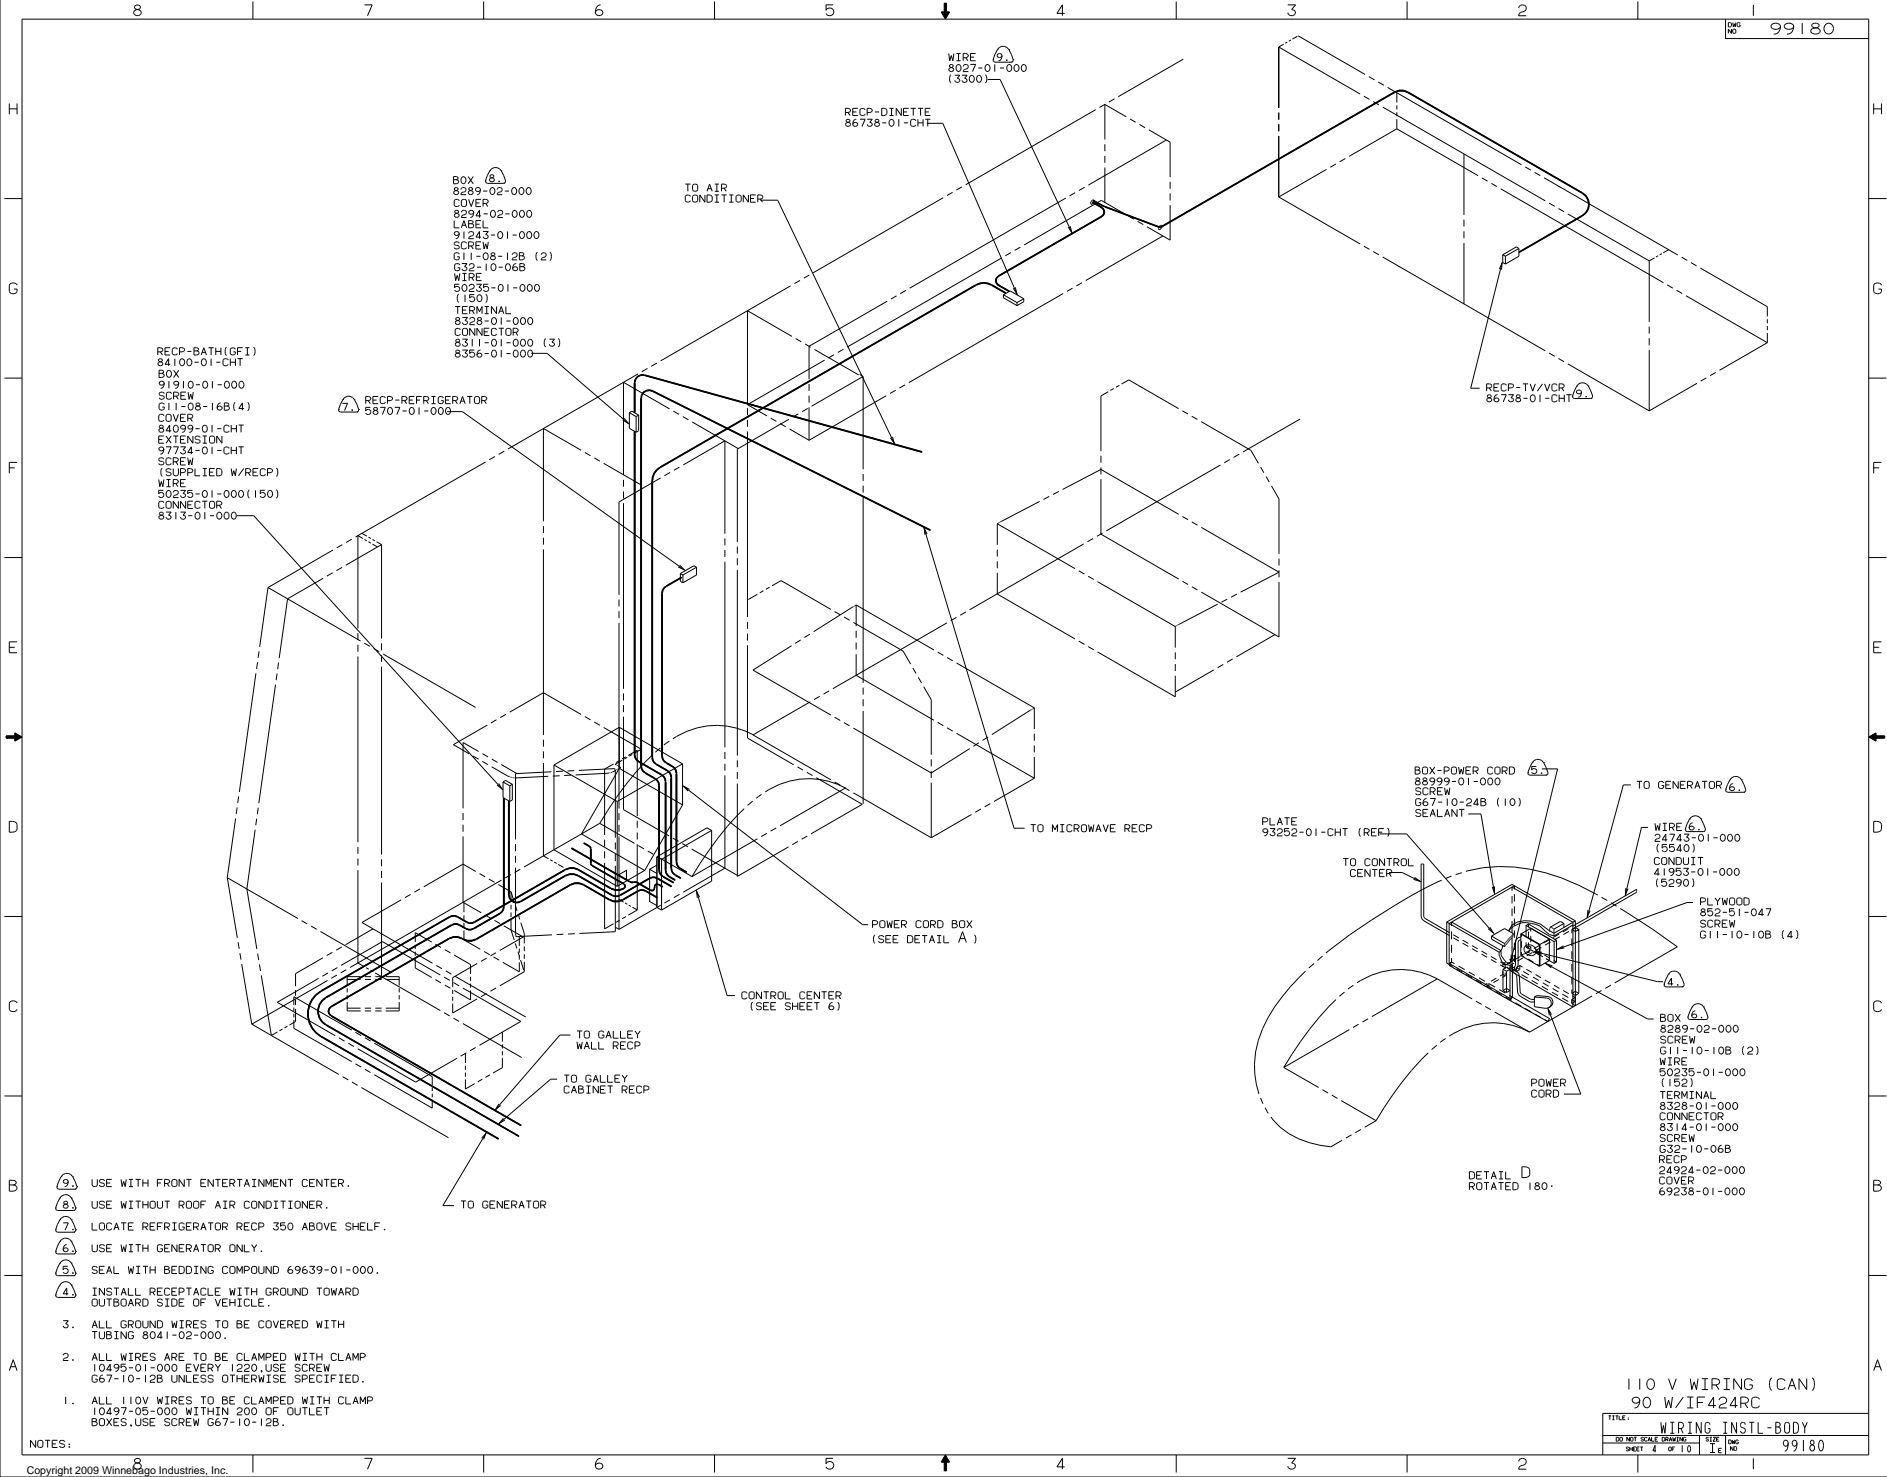 8 7 6 5 4 3 2 1
DWG NO 99180
H
G
F
E
D
C
B
A
H
G
F
E
D
C
B
A
WIRE 9.
8027-01-000
(3300)
RECP-DINETTE
86738-01-CHT
TO AIR
CONDITIONER
BOX 8.
8289-02-000
COVER
8294-02-000
LABEL
91243-01-000
SCREW
G11-08-12B (2)
G32-10-06B
WIRE
50235-01-000
(150)
TERMINAL
8328-01-000
CONNECTOR
8311-01-000 (3)
8356-01-000
RECP-BATH(GFI)
84100-01-CHT
BOX
91910-01-000
SCREW
G11-08-16B(4)
COVER
84099-01-CHT
EXTENSION
97734-01-CHT
SCREW
(SUPPLIED W/RECP)
WIRE
50235-01-000(150)
CONNECTOR
8313-01-000
7. RECP-REFRIGERATOR
58707-01-000
RECP-TV/VCR
86738-01-CHT 9.
TO MICROWAVE RECP
POWER CORD BOX
(SEE DETAIL A )
CONTROL CENTER
(SEE SHEET 6)
TO GALLEY
WALL RECP
TO GALLEY
CABINET RECP
TO GENERATOR
BOX-POWER CORD 5.
88999-01-000
SCREW
G67-10-24B (10)
SEALANT
TO GENERATOR 6.
PLATE
93252-01-CHT (REF)
TO CONTROL
CENTER
WIRE 6.
24743-01-000
(5540)
CONDUIT
41953-01-000
(5290)
PLYWOOD
852-51-047
SCREW
G11-10-10B (4)
4.
BOX 6.
8289-02-000
SCREW
G11-10-10B (2)
WIRE
50235-01-000
(152)
TERMINAL
8328-01-000
CONNECTOR
8314-01-000
SCREW
G32-10-06B
RECP
24924-02-000
COVER
69238-01-000
POWER
CORD
DETAIL D
ROTATED 180°
9. USE WITH FRONT ENTERTAINMENT CENTER.
8. USE WITHOUT ROOF AIR CONDITIONER.
7. LOCATE REFRIGERATOR RECP 350 ABOVE SHELF.
6. USE WITH GENERATOR ONLY.
5. SEAL WITH BEDDING COMPOUND 69639-01-000.
4. INSTALL RECEPTACLE WITH GROUND TOWARD
OUTBOARD SIDE OF VEHICLE.
3. ALL GROUND WIRES TO BE COVERED WITH
TUBING 8041-02-000.
2. ALL WIRES ARE TO BE CLAMPED WITH CLAMP
10495-01-000 EVERY 1220,USE SCREW
G67-10-12B UNLESS OTHERWISE SPECIFIED.
1. ALL 110V WIRES TO BE CLAMPED WITH CLAMP
10497-05-000 WITHIN 200 OF OUTLET
BOXES,USE SCREW G67-10-12B.
NOTES:
110 V WIRING (CAN)
90 W/IF424RC
TITLE:
WIRING INSTL-BODY
DO NOT SCALE DRAWING
SHEET 4 OF 10
SIZE IE
DWG NO 99180
8 7 6 5 4 3 2 1
Copyright 2009 Winnebago Industries, Inc.